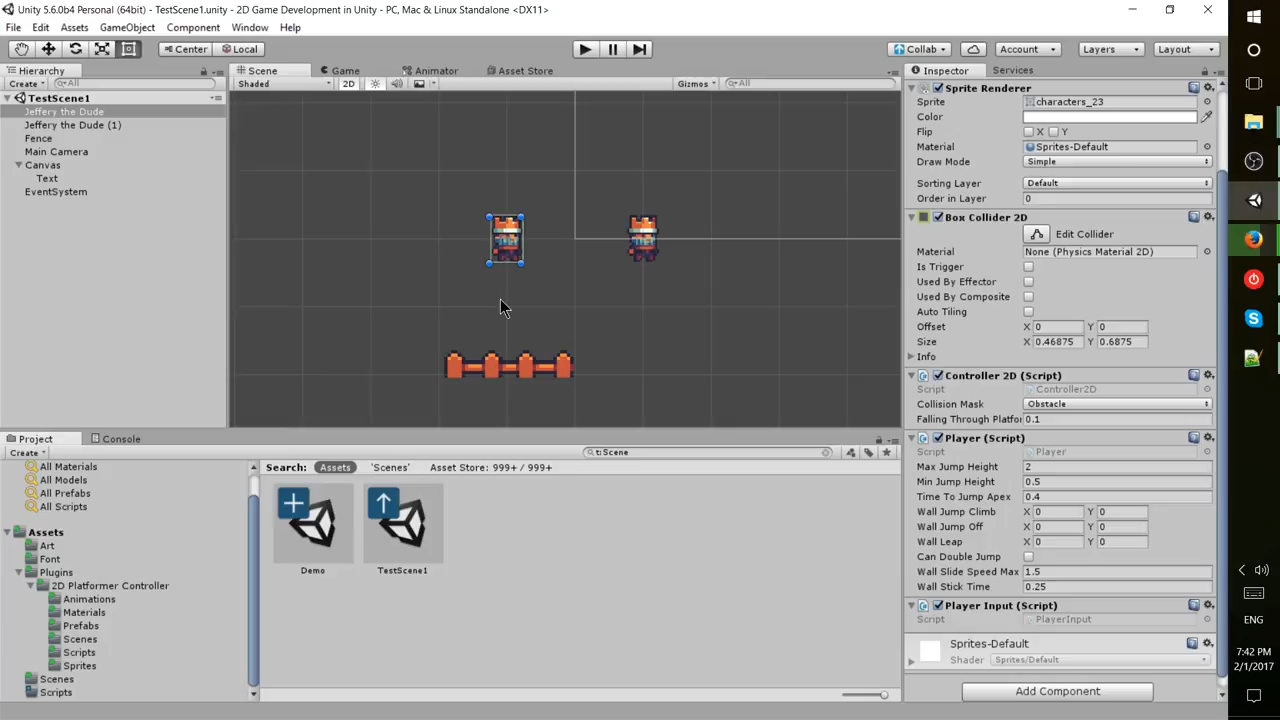 Unity 5.6.0b4 Personal (64bit) - TestScene1.unity - 2D Game Development in Unity - PC, Mac & Linux Standalone <DX11>
File Edit Assets GameObject Component Window Help
Center Local Collab Account Layers Layout
Hierarchy
Create All
TestScene1
Jeffery the Dude
Jeffery the Dude (1)
Fence
Main Camera
Canvas
Text
EventSystem
Scene Game Animator Asset Store
Shaded 2D Gizmos All
Inspector Services
Sprite Renderer
Sprite characters_23
Color
Flip X Y
Material Sprites-Default
Draw Mode Simple
Sorting Layer Default
Order in Layer 0
Box Collider 2D
Edit Collider
Material None (Physics Material 2D)
Is Trigger
Used By Effector
Used By Composite
Auto Tiling
Offset X 0 Y 0
Size X 0.46875 Y 0.6875
Info
Controller 2D (Script)
Script Controller2D
Collision Mask Obstacle
Falling Through Platfor 0.1
Player (Script)
Script Player
Max Jump Height 2
Min Jump Height 0.5
Time To Jump Apex 0.4
Wall Jump Climb X 0 Y 0
Wall Jump Off X 0 Y 0
Wall Leap X 0 Y 0
Can Double Jump
Wall Slide Speed Max 1.5
Wall Stick Time 0.25
Player Input (Script)
Script PlayerInput
Sprites-Default
Shader Sprites/Default
Add Component
Project Console
Create
t:Scene
All Materials
All Models
All Prefabs
All Scripts
Assets
Art
Font
Plugins
2D Platformer Controller
Animations
Materials
Prefabs
Scenes
Scripts
Sprites
Scenes
Scripts
Search: Assets 'Scenes' Asset Store: 999+ / 999+
Demo TestScene1
ENG
7:42 PM
2/1/2017